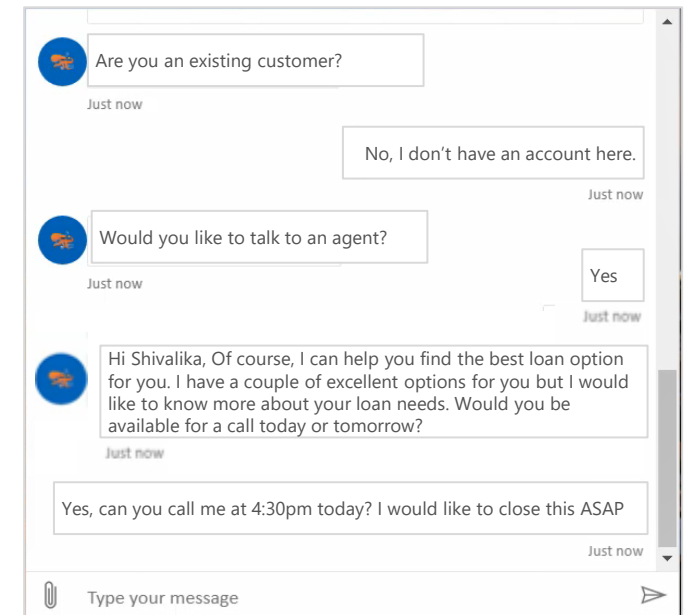 Are you an existing customer?
Just now
No, I don’t have an account here.
Just now
Would you like to talk to an agent?
Just now
Yes
Just now
Hi Shivalika, Of course, I can help you find the best loan option
for you. I have a couple of excellent options for you but I would
like to know more about your loan needs. Would you be
available for a call today or tomorrow?
Just now
Yes, can you call me at 4:30pm today? I would like to close this ASAP
Just now
Type your message